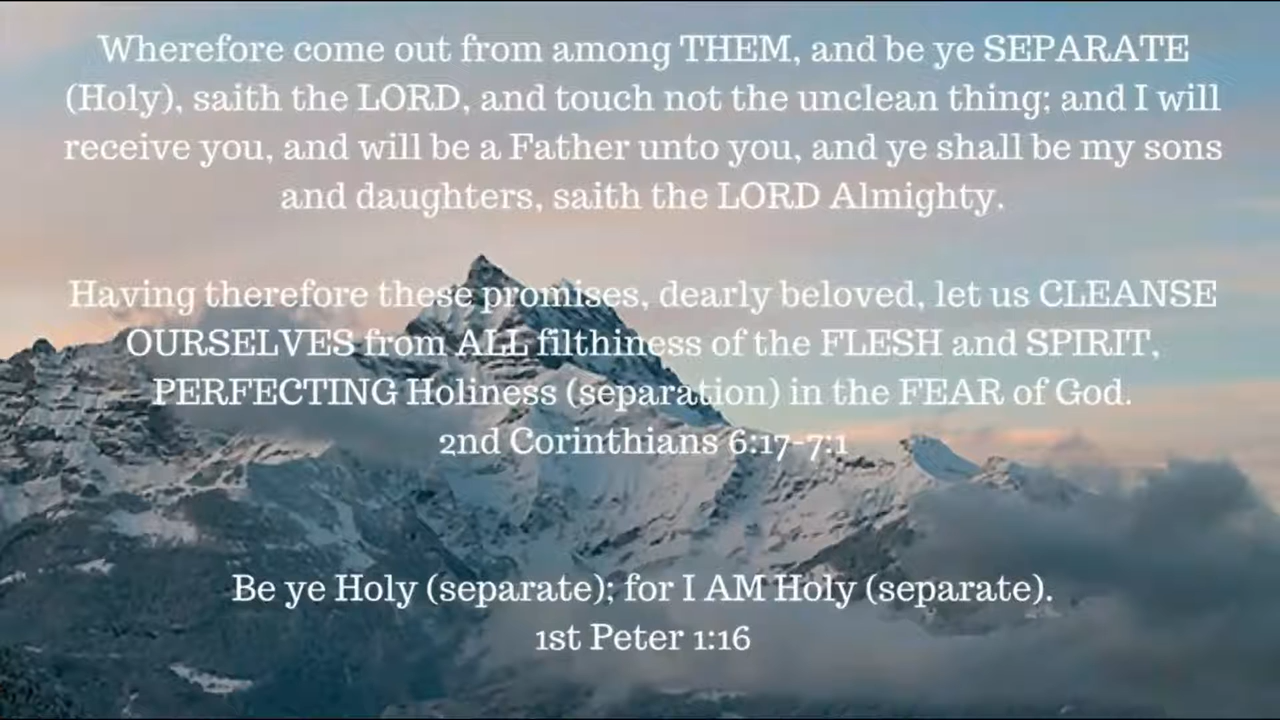 Wherefore come out from among THEM, and be ye SEPARATE
(Holy), saith the LORD, and touch not the unclean thing; and I will
receive you, and will be a Father unto you, and ye shall be my sons
and daughters, saith the LORD Almighty.
Having therefore these promises, dearly beloved, let us CLEANSE
OURSELVES from ALL filthiness of the FLESH and SPIRIT,
PERFECTING Holiness (separation) in the FEAR of God.
2nd Corinthians 6:17-7:1
Be ye Holy (separate); for I AM Holy (separate).
1st Peter 1:16